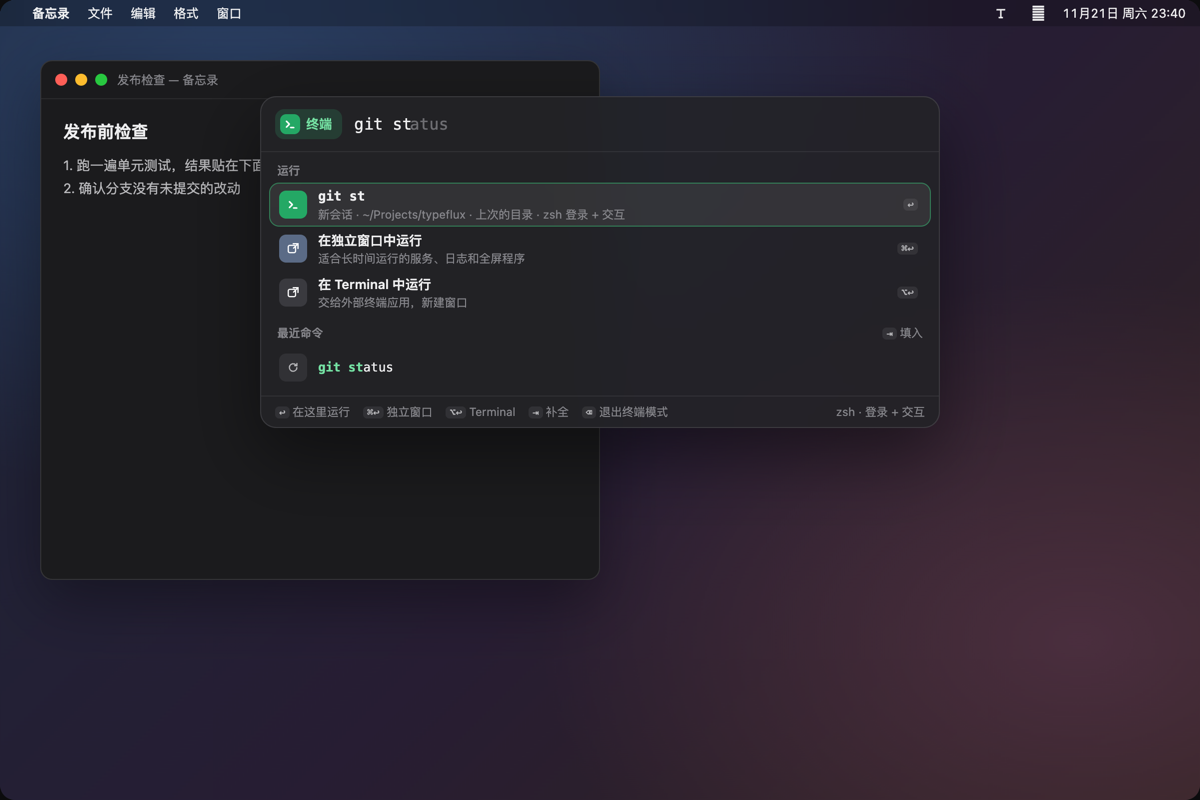 备忘录 文件 编辑 格式 窗口 11月21日 周六 23:40
发布检查 — 备忘录
发布前检查
1. 跑一遍单元测试，结果贴在下面
2. 确认分支没有未提交的改动
终端 git status
运行
git st
新会话 · ~/Projects/typeflux · 上次的目录 · zsh 登录 + 交互 ↩
在独立窗口中运行
适合长时间运行的服务、日志和全屏程序 ⌘↩
在 Terminal 中运行
交给外部终端应用，新建窗口 ⌥↩
最近命令 ⇥ 填入
git status
↩ 在这里运行 ⌘↩ 独立窗口 ⌥↩ Terminal ⇥ 补全 ⌫ 退出终端模式 zsh · 登录 + 交互